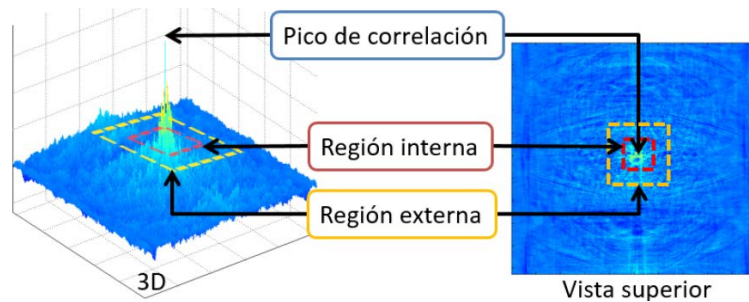 Pico de correlación
Región interna
Región externa
3D
Vista superior